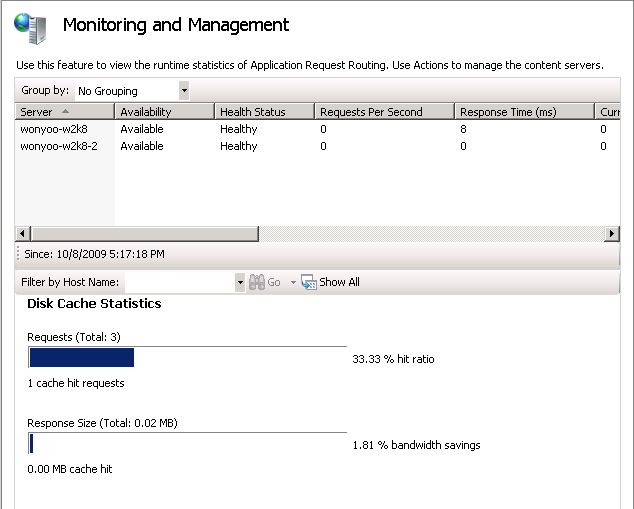 Monitoring and Management
Use this feature to view the runtime statistics of Application Request Routing. Use Actions to manage the content servers.
Group by: No Grouping
Server Availability Health Status Requests Per Second Response Time (ms) Curr
wonyoo-w2k8 Available Healthy 0 8 0
wonyoo-w2k8-2 Available Healthy 0 0 0
Since: 10/8/2009 5:17:18 PM
Filter by Host Name: Go Show All
Disk Cache Statistics
Requests (Total: 3)
33.33 % hit ratio
1 cache hit requests
Response Size (Total: 0.02 MB)
1.81 % bandwidth savings
0.00 MB cache hit